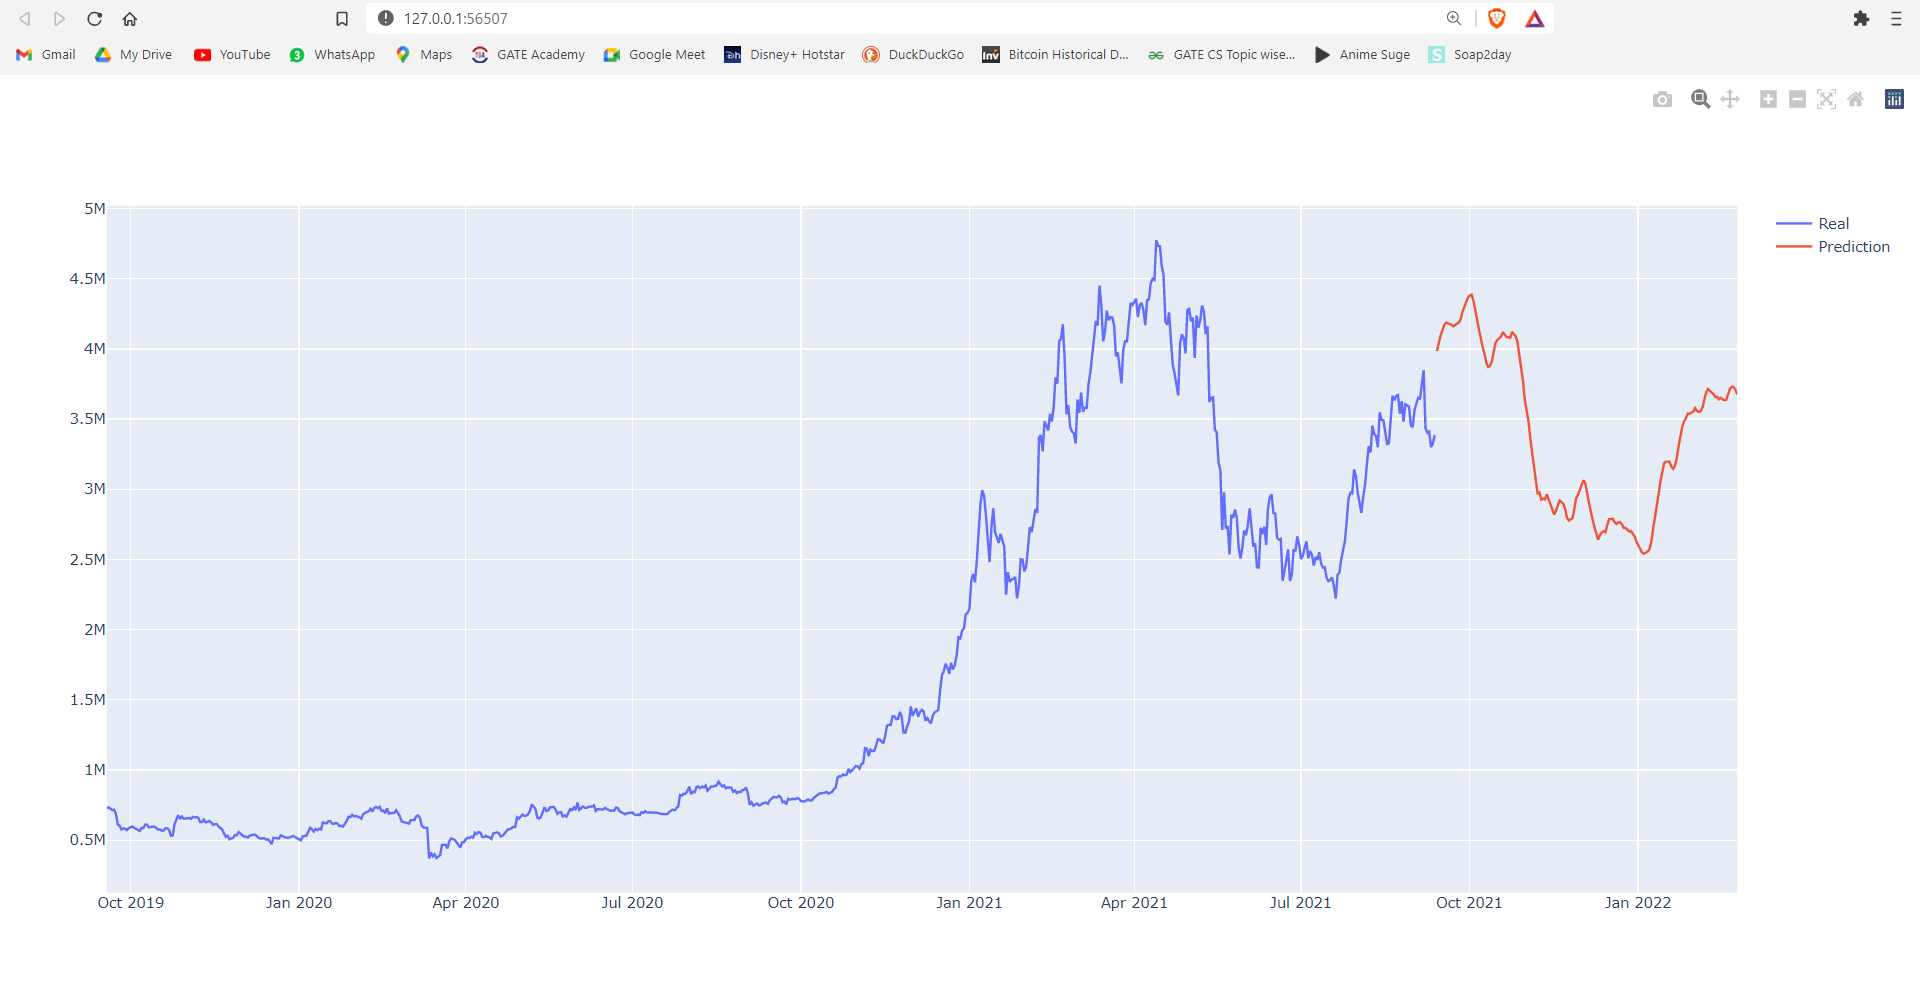 127.0.0.1:56507
Gmail My Drive YouTube 3 WhatsApp Maps GATE Academy Google Meet Disney+ Hotstar DuckDuckGo Inv Bitcoin Historical D... GATE CS Topic wise... Anime Suge S Soap2day
5M
4.5M
4M
3.5M
3M
2.5M
2M
1.5M
1M
0.5M
Oct 2019 Jan 2020 Apr 2020 Jul 2020 Oct 2020 Jan 2021 Apr 2021 Jul 2021 Oct 2021 Jan 2022
Real
Prediction